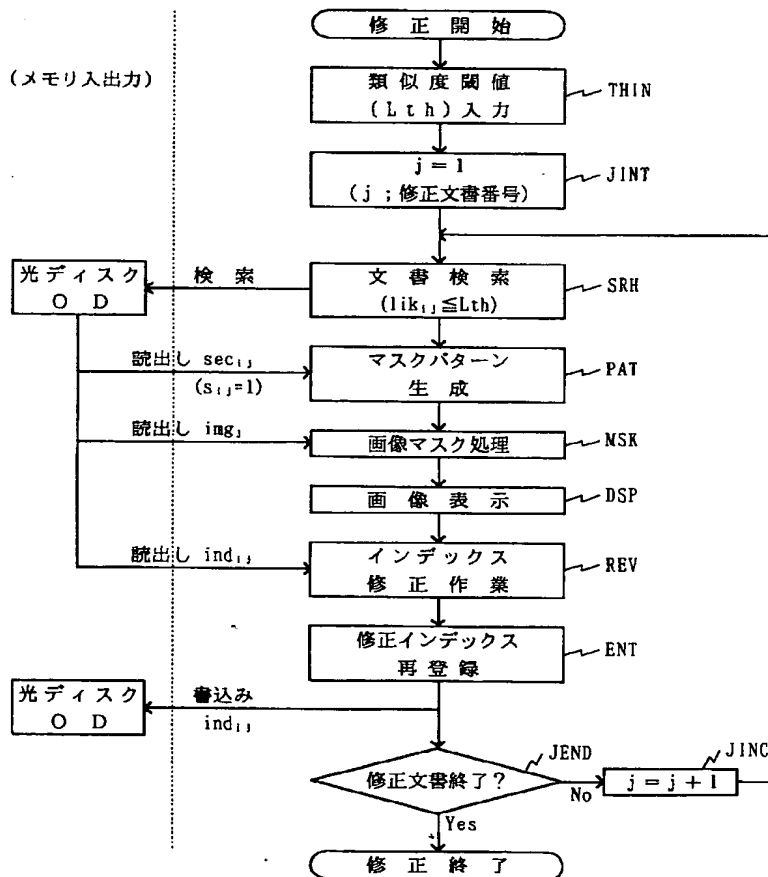 修正開始
(メモリ入出力)
類似度閾値
(Lth)入力
THIN
j=1
(j;修正文書番号)
JINT
光ディスク
OD
検索
文書検索
(lik_ij≦Lth)
SRH
読出し sec_ij
(s_ij=1)
マスクパターン
生成
PAT
読出し img_j
画像マスク処理
MSK
画像表示
DSP
読出し ind_ij
インデックス
修正作業
REV
修正インデックス
再登録
ENT
光ディスク
OD
書込み
ind_ij
JEND
修正文書終了?
No
JINC
j=j+1
Yes
修正終了